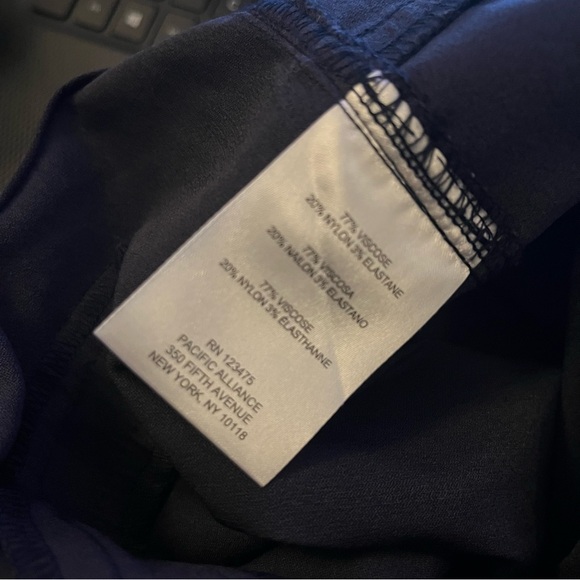 77% VISCOSE
20% NYLON 3% ELASTANE
77% VISCOSA
20% NAILON 3% ELASTANO
77% VISCOSE
20% NYLON 3% ÉLASTHANNE
RN 123475
PACIFIC ALLIANCE
350 FIFTH AVENUE
NEW YORK, NY 10118